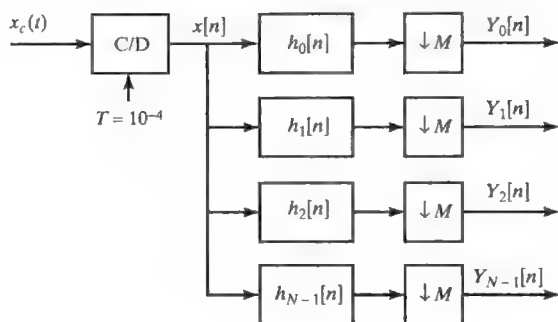 x_c(t) C/D x[n] h_0[n] ↓M Y_0[n]
T = 10^{-4}
h_1[n] ↓M Y_1[n]
h_2[n] ↓M Y_2[n]
h_{N-1}[n] ↓M Y_{N-1}[n]